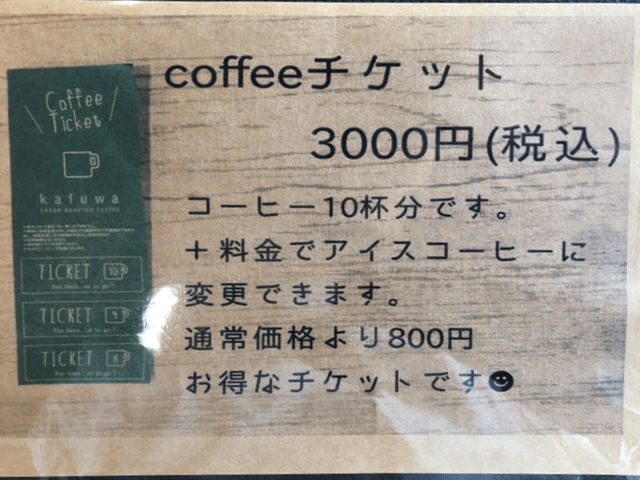 coffeeチケット
3000円(税込)
コーヒー10杯分です。
+料金でアイスコーヒーに
変更できます。
通常価格より800円
お得なチケットです
Coffee
Ticket
kafuwa
TICKET 10
TICKET 9
TICKET 8